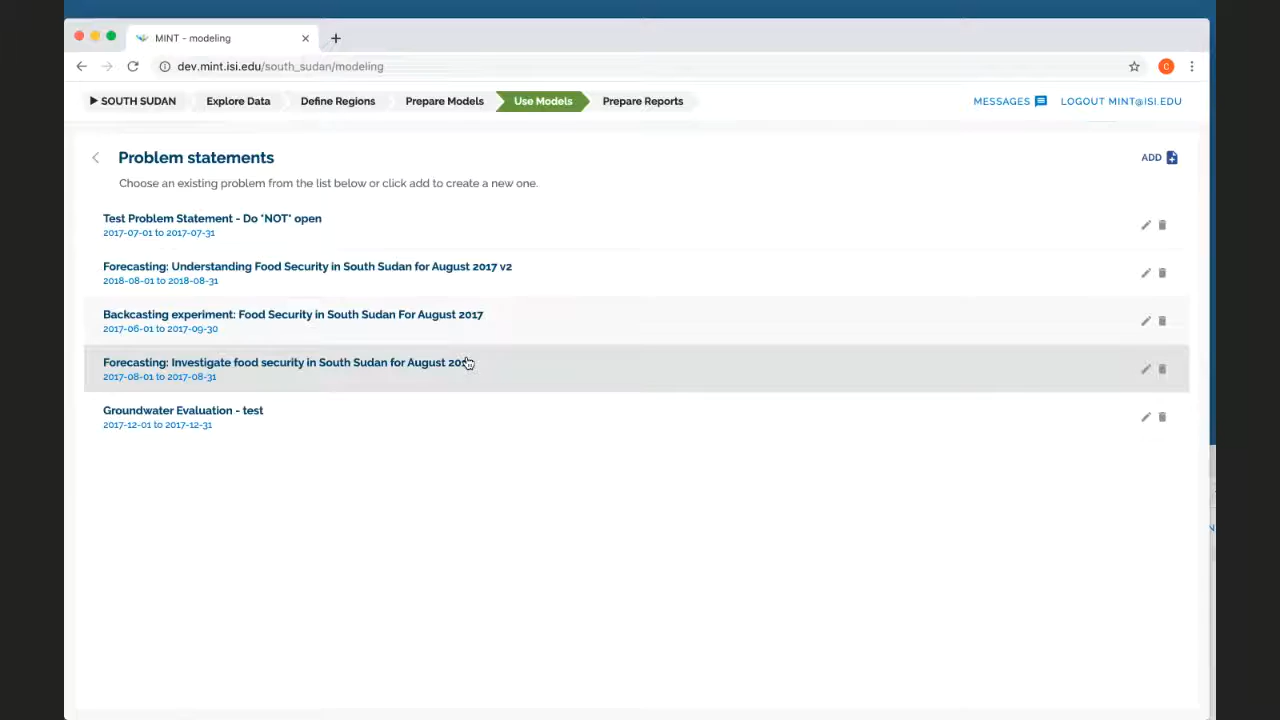 MINT - modeling
dev.mint.isi.edu/south_sudan/modeling
C
SOUTH SUDAN
Explore Data
Define Regions
Prepare Models
Use Models
Prepare Reports
MESSAGES
LOGOUT MINT@ISI.EDU
Problem statements
ADD
Choose an existing problem from the list below or click add to create a new one.
Test Problem Statement - Do *NOT* open
2017-07-01 to 2017-07-31
Forecasting: Understanding Food Security in South Sudan for August 2017 v2
2018-08-01 to 2018-08-31
Backcasting experiment: Food Security in South Sudan For August 2017
2017-06-01 to 2017-09-30
Forecasting: Investigate food security in South Sudan for August
2017-08-01 to 2017-08-31
Groundwater Evaluation - test
2017-12-01 to 2017-12-31